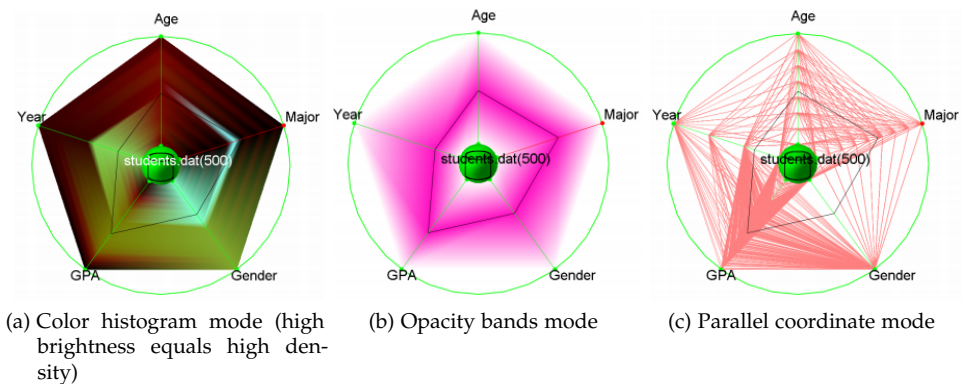 Age
Year
Major
students.dat(500)
GPA
Gender
Age
Year
Major
students.dat(500)
GPA
Gender
Age
Year
Major
students.dat(500)
GPA
Gender
(a) Color histogram mode (high
brightness equals high den-
sity)
(b) Opacity bands mode
(c) Parallel coordinate mode